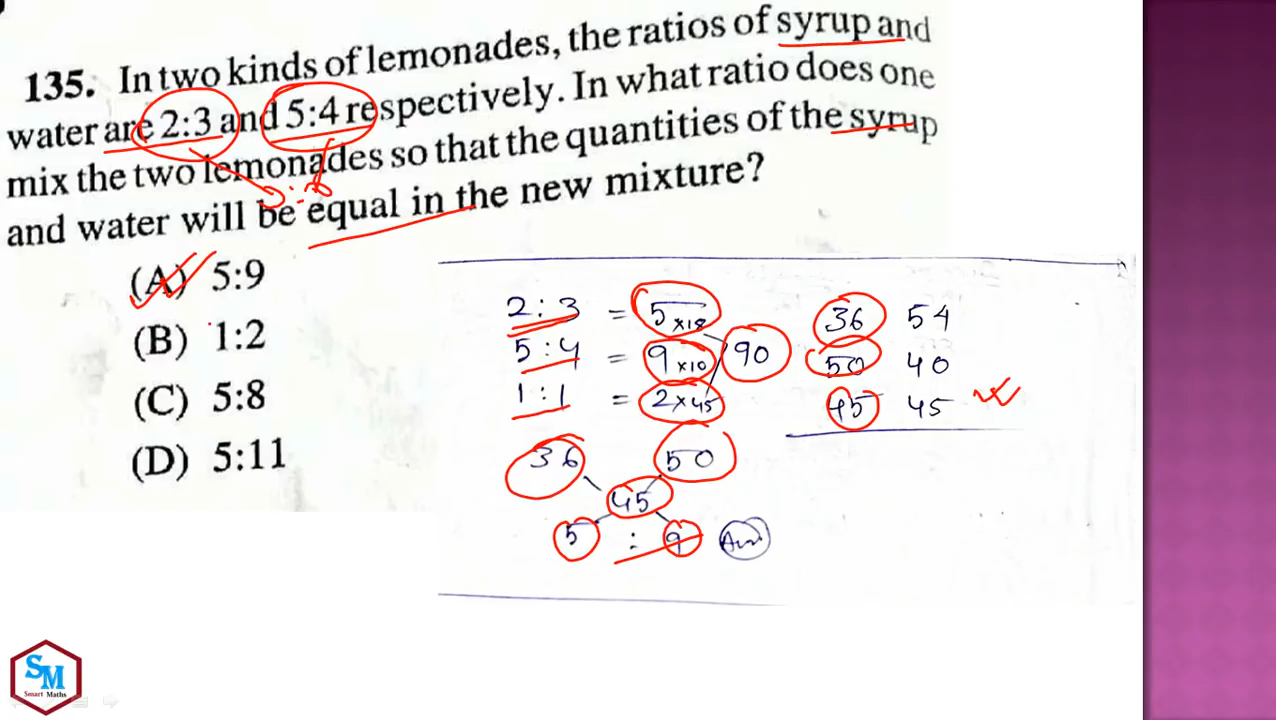 135. In two kinds of lemonades, the ratios of syrup and
water are 2:3 and 5:4 respectively. In what ratio does one
mix the two lemonades so that the quantities of the syrup
and water will be equal in the new mixture?
(A) 5:9
(B) 1:2
(C) 5:8
(D) 5:11
2 : 3 = 5 ×18
5 : 4 = 9 ×10
1 : 1 = 2 × 45
90
36 54
50 40
45 45
36 50
45
5 : 9 Ans
SM
Smart Maths